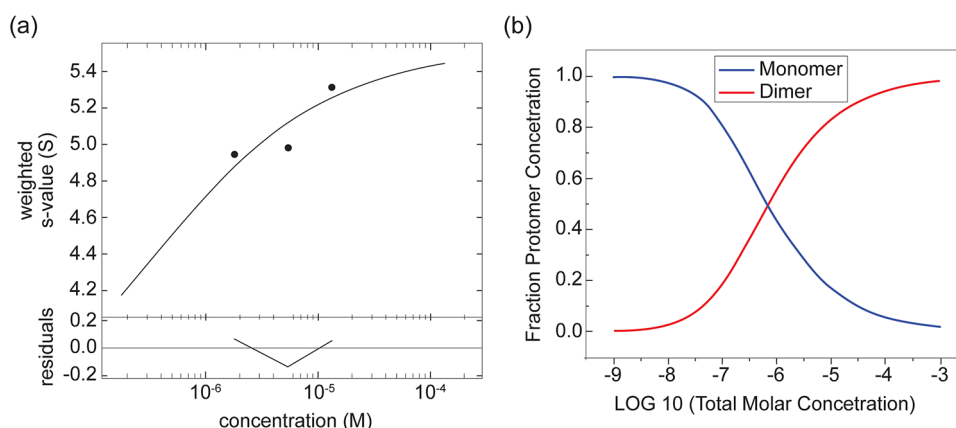 (a)
weighted
s-value (S)
5.4
5.2
5.0
4.8
4.6
4.4
4.2
residuals
0.2
0.0
-0.2
10-6
10-5
10-4
concentration (M)
(b)
Fraction Protomer Concetration
1.0
0.8
0.6
0.4
0.2
0.0
Monomer
Dimer
-9 -8 -7 -6 -5 -4 -3
LOG 10 (Total Molar Concetration)